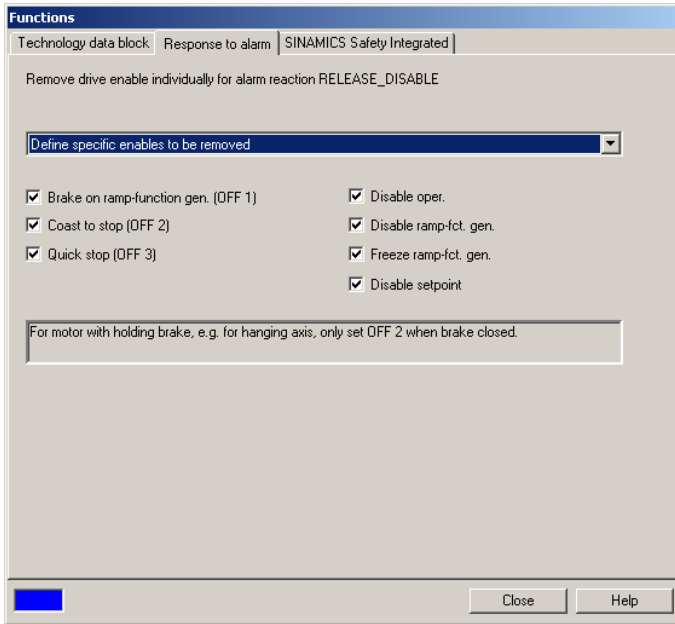 Functions
Technology data block
Response to alarm
SINAMICS Safety Integrated
Remove drive enable individually for alarm reaction RELEASE_DISABLE
Define specific enables to be removed
Brake on ramp-function gen. (OFF 1)
Coast to stop (OFF 2)
Quick stop (OFF 3)
Disable oper.
Disable ramp-fct. gen.
Freeze ramp-fct. gen.
Disable setpoint
For motor with holding brake, e.g. for hanging axis, only set OFF 2 when brake closed.
Close
Help